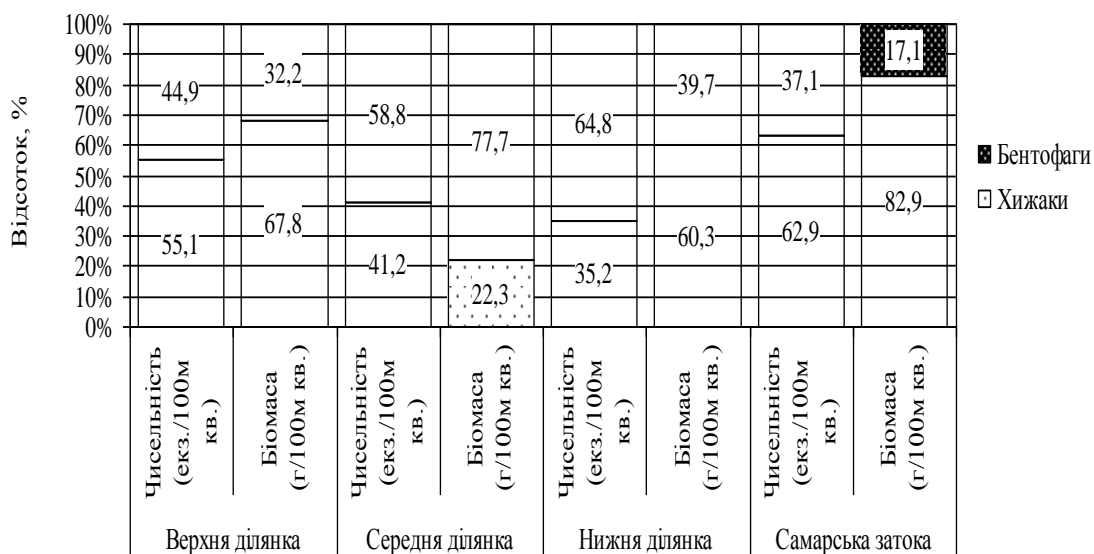 Відсоток, %
100%
90%
80%
70%
60%
50%
40%
30%
20%
10%
0%
44,9
32,2
58,8
77,7
64,8
39,7
37,1
17,1
55,1
67,8
41,2
22,3
35,2
60,3
62,9
82,9
Бентофаги
Хижаки
Чисельність
(екз./100м
кв.)
Біомаса
(г/100м кв.)
Чисельність
(екз./100м
кв.)
Біомаса
(г/100м кв.)
Чисельність
(екз./100м
кв.)
Біомаса
(г/100м кв.)
Чисельність
(екз./100м
кв.)
Біомаса
(г/100м кв.)
Верхня ділянка
Середня ділянка
Нижня ділянка
Самарська затока